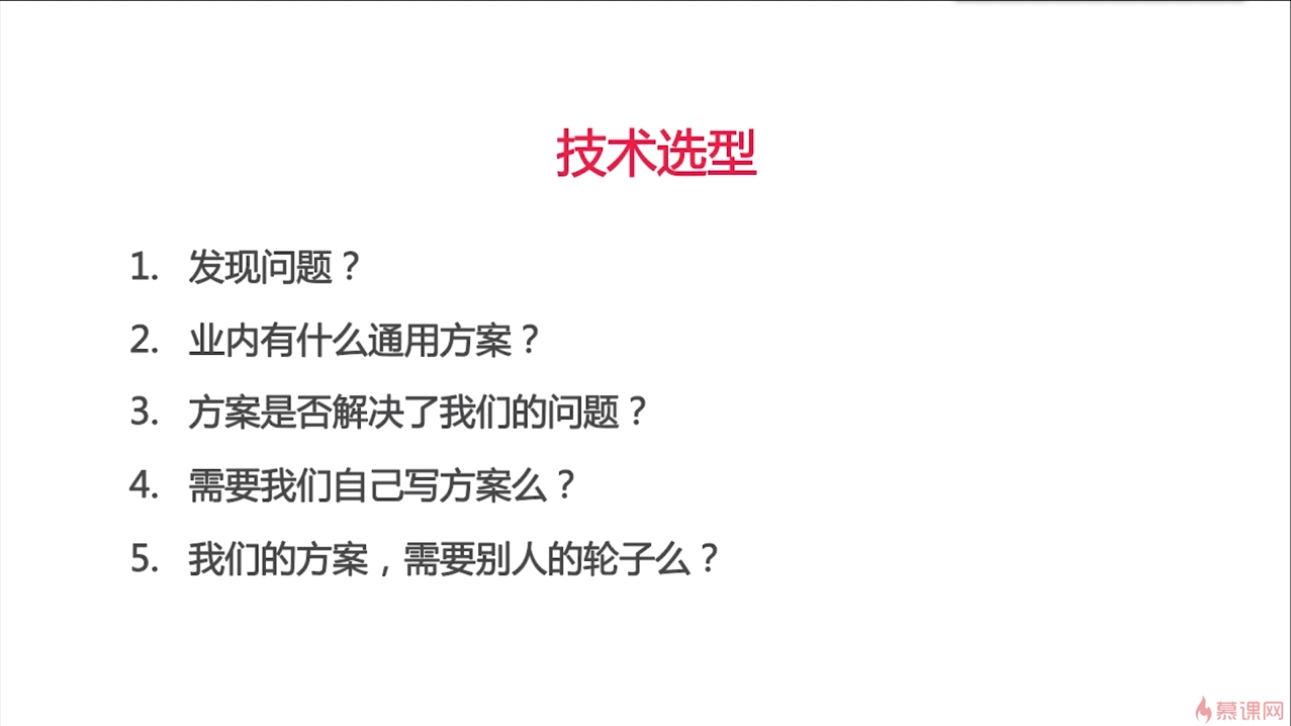 技术选型
1. 发现问题？
2. 业内有什么通用方案？
3. 方案是否解决了我们的问题？
4. 需要我们自己写方案么？
5. 我们的方案，需要别人的轮子么？
慕课网